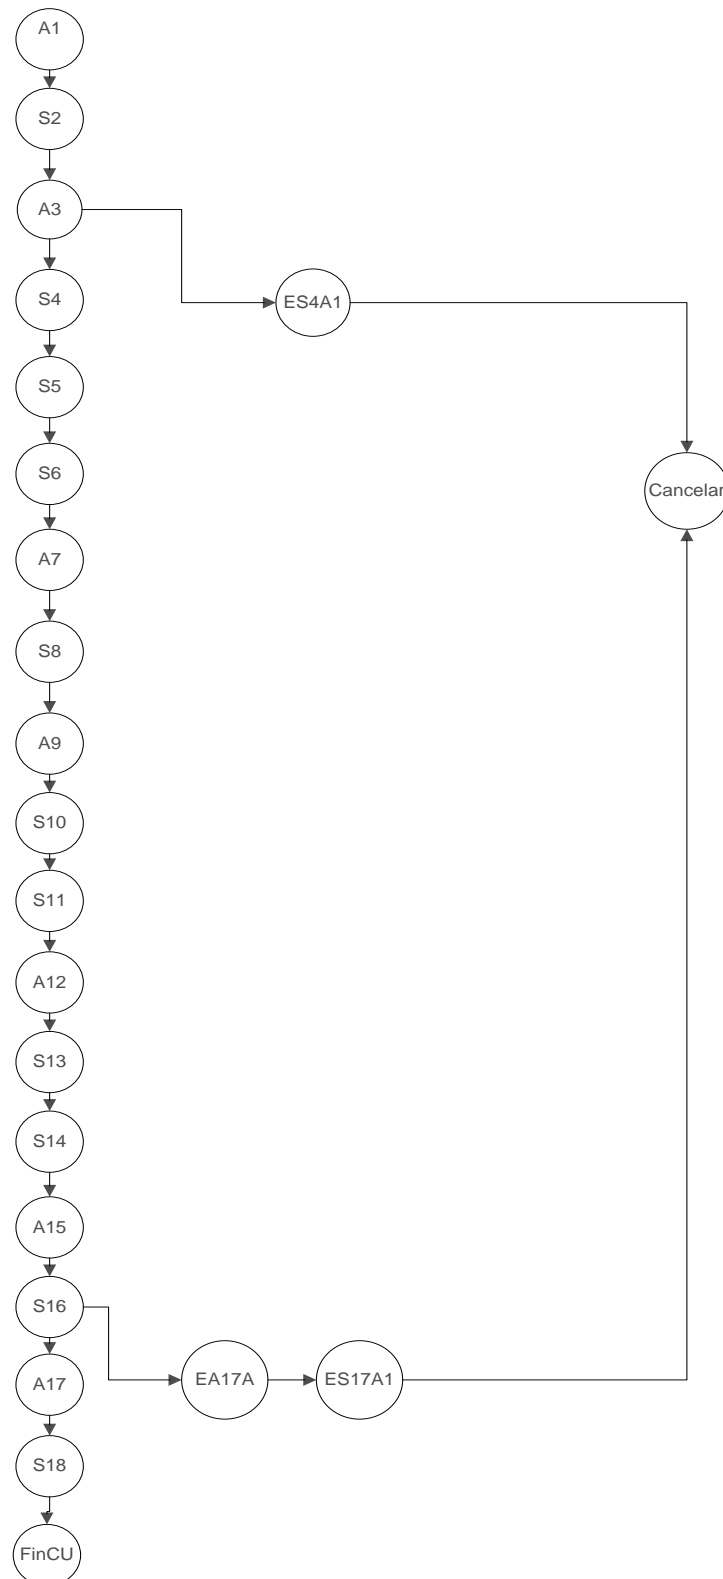 A1
S2
A3
S4
ES4A1
S5
S6
Cancelar
A7
S8
A9
S10
S11
A12
S13
S14
A15
S16
A17
EA17A
ES17A1
S18
FinCU